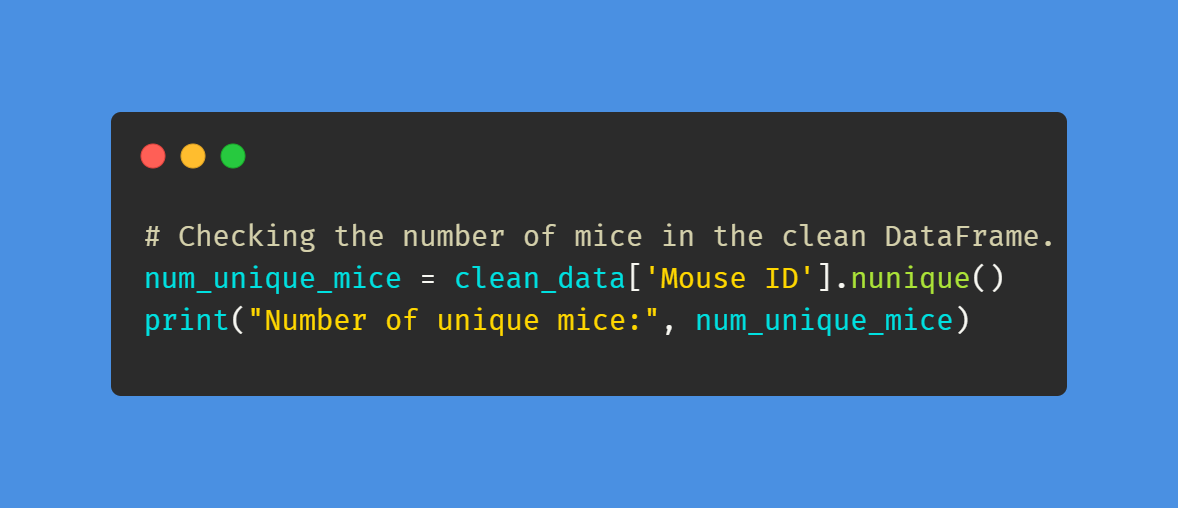 # Checking the number of mice in the clean DataFrame.
num_unique_mice = clean_data['Mouse ID'].nunique()
print("Number of unique mice:", num_unique_mice)